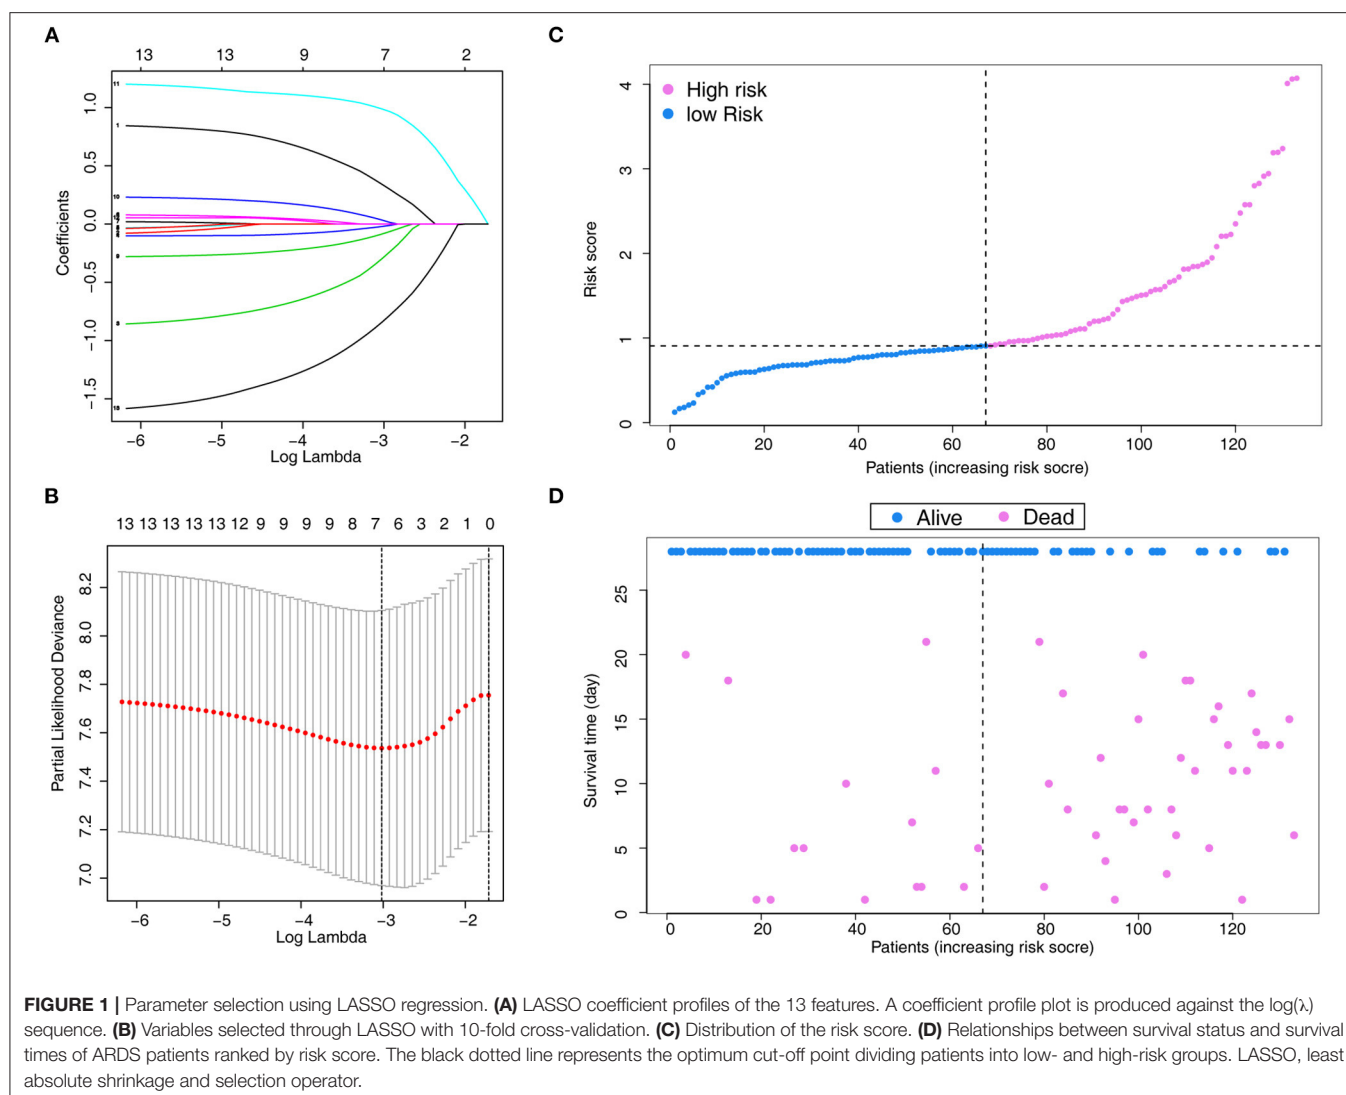 A
13 13 9 7 2
11
1
10
9
3
13
1.0
0.5
0.0
−0.5
−1.0
−1.5
Coefficients
−6 −5 −4 −3 −2
Log Lambda
B
13 13 13 13 13 12 9 9 9 9 8 7 6 3 2 1 0
8.2
8.0
7.8
7.6
7.4
7.2
7.0
Partial Likelihood Deviance
−6 −5 −4 −3 −2
Log Lambda
C
High risk
low Risk
4
3
2
1
0
Risk score
0 20 40 60 80 100 120
Patients (increasing risk socre)
D
Alive Dead
25
20
15
10
5
0
Survival time (day)
0 20 40 60 80 100 120
Patients (increasing risk socre)
FIGURE 1 | Parameter selection using LASSO regression. (A) LASSO coefficient profiles of the 13 features. A coefficient profile plot is produced against the log(λ)
sequence. (B) Variables selected through LASSO with 10-fold cross-validation. (C) Distribution of the risk score. (D) Relationships between survival status and survival
times of ARDS patients ranked by risk score. The black dotted line represents the optimum cut-off point dividing patients into low- and high-risk groups. LASSO, least
absolute shrinkage and selection operator.